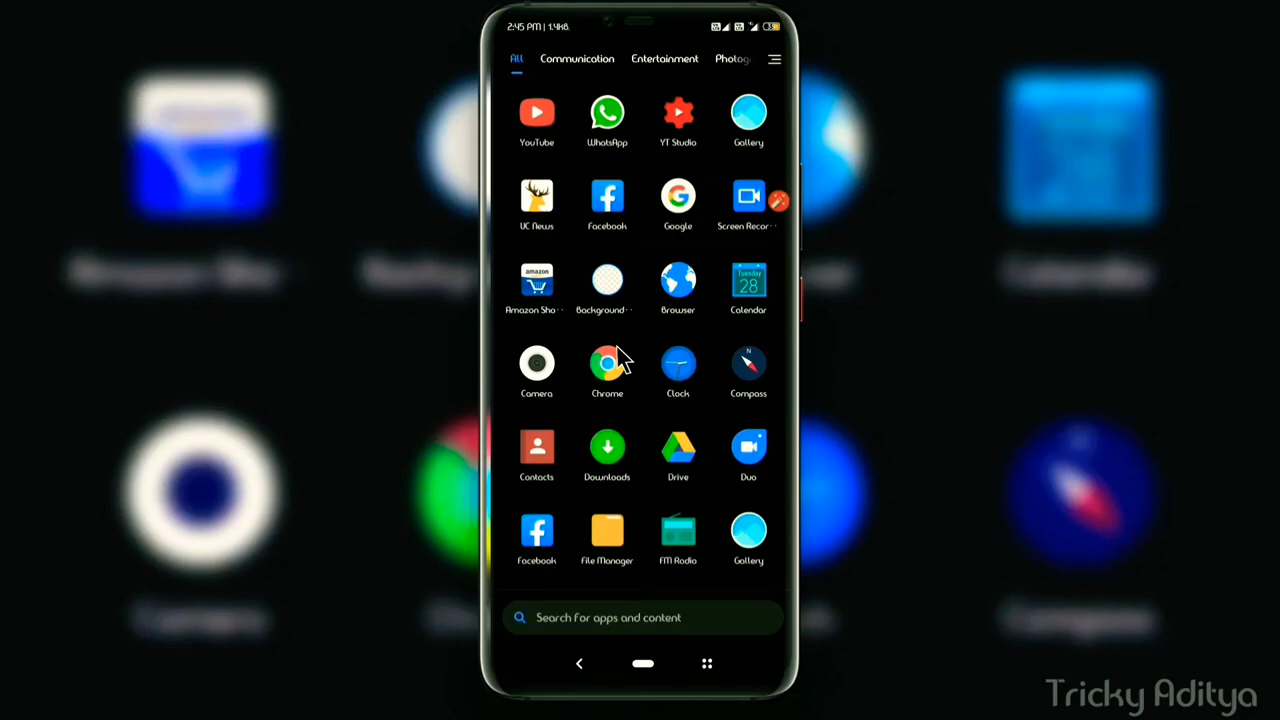 2:45 PM | 1.4KB.
All Communication Entertainment Photog
YouTube WhatsApp YT Studio Gallery
UC News Facebook Google Screen Recor··
amazon
Tuesday
28
Amazon Sho·· Background·· Browser Calendar
N
Camera Chrome Clock Compass
Contacts Downloads Drive Duo
Facebook File Manager FM Radio Gallery
Search for apps and content
Tricky Aditya